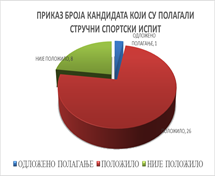 ПРИКАЗ БРОЈА КАНДИДАТА КОЈИ СУ ПОЛАГАЛИ
СТРУЧНИ СПОРТСКИ ИСПИТ
ОДЛОЖЕНО
ПОЛАГАЊЕ, 1
НИЈЕ ПОЛОЖИЛО, 8
ПОЛОЖИЛО, 26
ОДЛОЖЕНО ПОЛАГАЊЕ ПОЛОЖИЛО НИЈЕ ПОЛОЖИЛО